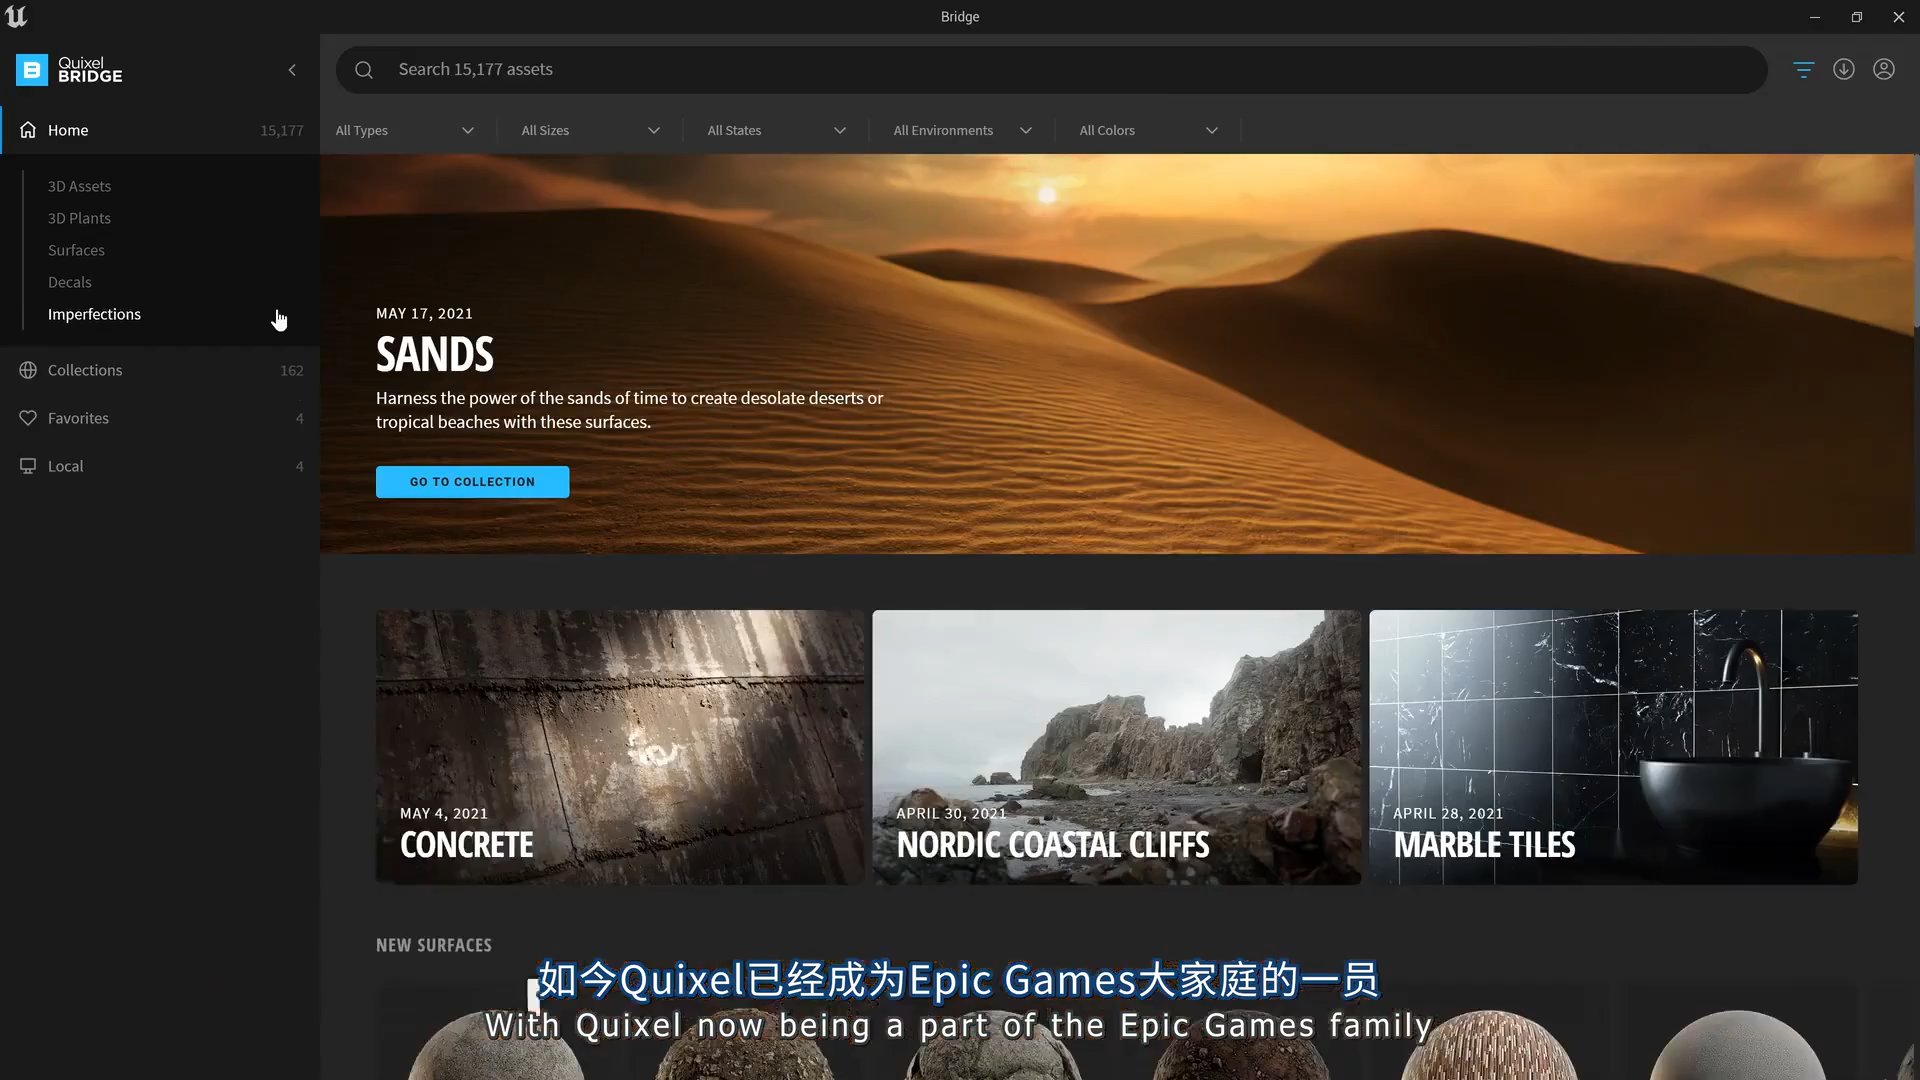 Bridge
Quixel
BRIDGE
Search 15,177 assets
Home 15,177
All Types
All Sizes
All States
All Environments
All Colors
3D Assets
3D Plants
Surfaces
Decals
Imperfections
Collections 162
Favorites 4
Local 4
MAY 17, 2021
SANDS
Harness the power of the sands of time to create desolate deserts or
tropical beaches with these surfaces.
GO TO COLLECTION
MAY 4, 2021
CONCRETE
APRIL 30, 2021
NORDIC COASTAL CLIFFS
APRIL 28, 2021
MARBLE TILES
NEW SURFACES
如今Quixel已经成为Epic Games大家庭的一员
With Quixel now being a part of the Epic Games family